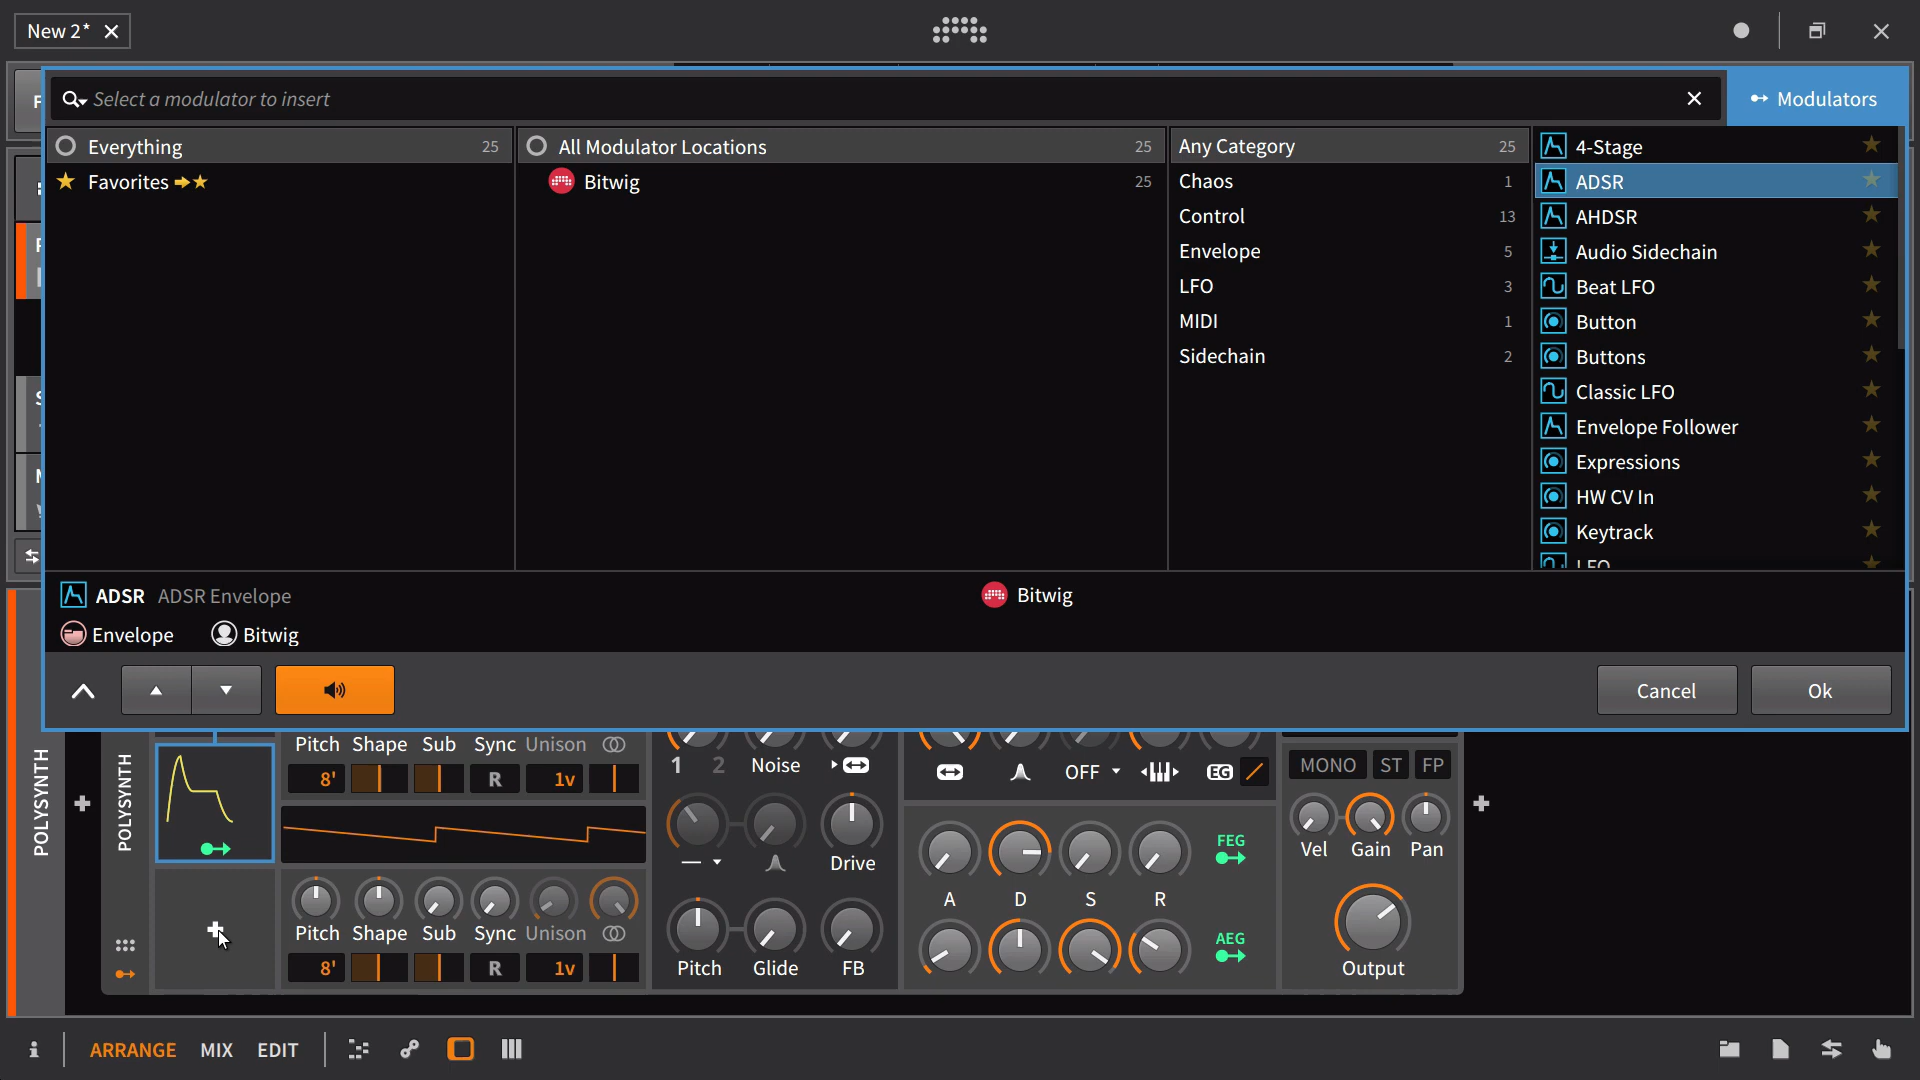 New 2*
Select a modulator to insert
Modulators
Everything 25
Favorites
All Modulator Locations 25
Bitwig 25
Any Category 25
Chaos 1
Control 13
Envelope 5
LFO 3
MIDI 1
Sidechain 2
4-Stage
ADSR
AHDSR
Audio Sidechain
Beat LFO
Button
Buttons
Classic LFO
Envelope Follower
Expressions
HW CV In
Keytrack
LFO
ADSR ADSR Envelope
Bitwig
Envelope Bitwig
Cancel Ok
POLYSYNTH
POLYSYNTH
Pitch Shape Sub Sync Unison
8' R 1v
Pitch Shape Sub Sync Unison
8' R 1v
1 2 Noise
Drive
Pitch Glide FB
OFF EG
FEG
A D S R
AEG
MONO ST FP
Vel Gain Pan
Output
ARRANGE MIX EDIT